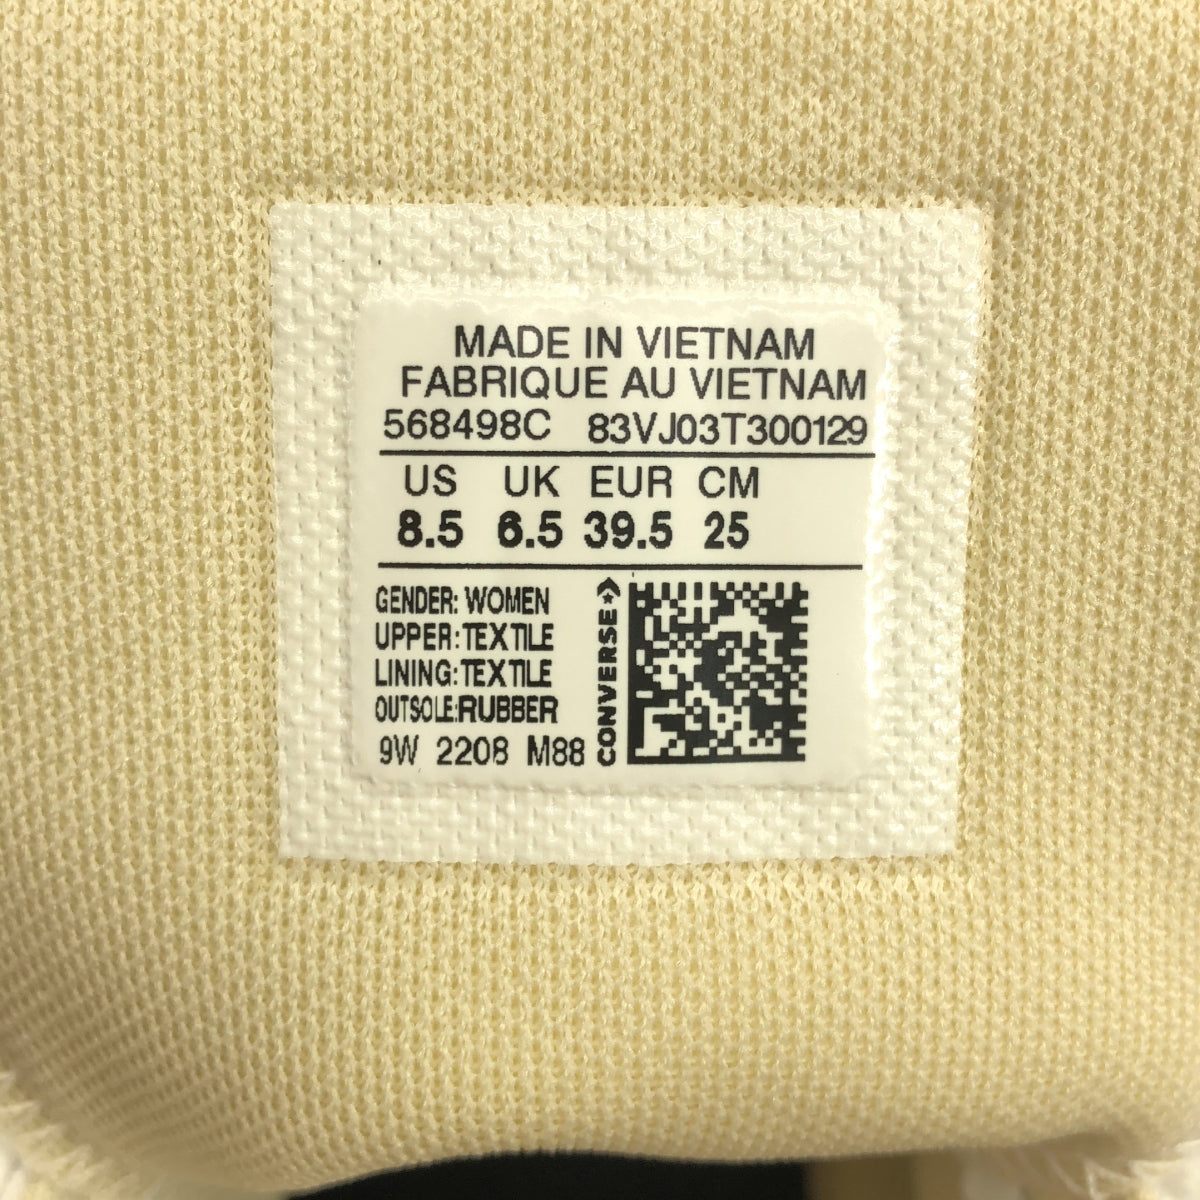 MADE IN VIETNAM
FABRIQUE AU VIETNAM
568498C 83VJ03T300129
US UK EUR CM
8.5 6.5 39.5 25
GENDER: WOMEN
UPPER: TEXTILE
LINING: TEXTILE
OUTSOLE: RUBBER
9W 2208 M88
CONVERSE